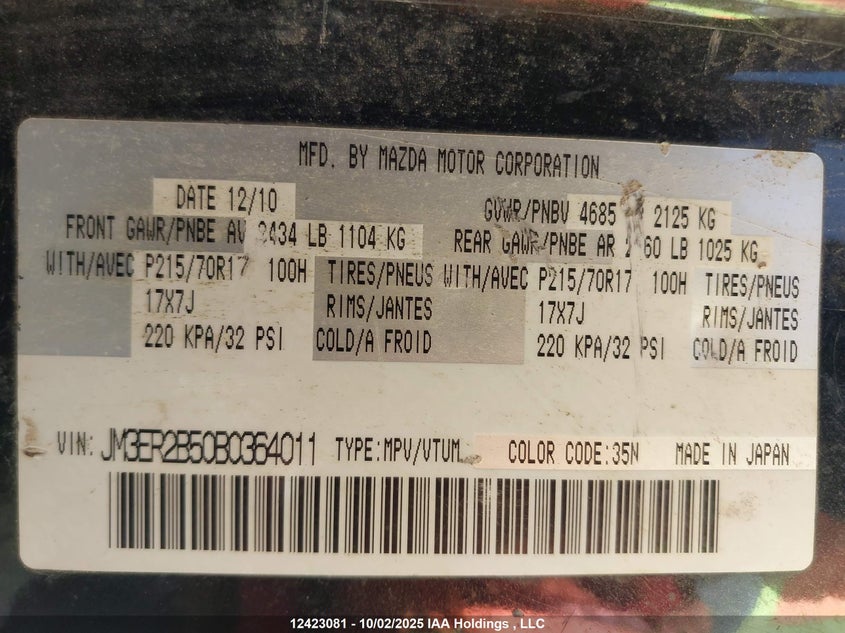 MFD. BY MAZDA MOTOR CORPORATION
DATE 12/10
GVWR/PNBV 4685 2125 KG
FRONT GAWR/PNBE AV 2434 LB 1104 KG
REAR GAWR/PNBE AR LB 1025 KG
WITH/AVEC P215/70R17 100H TIRES/PNEUS WITH/AVEC P215/70R17 100H TIRES/PNEUS
17X7J RIMS/JANTES 17X7J RIMS/JANTES
220 KPA/32 PSI COLD/A FROID 220 KPA/32 PSI COLD/A FROID
VIN: JM3ER2B50B0364011 TYPE:MPV/VTUM COLOR CODE:35N MADE IN JAPAN
12423081 - 10/02/2025 IAA Holdings , LLC